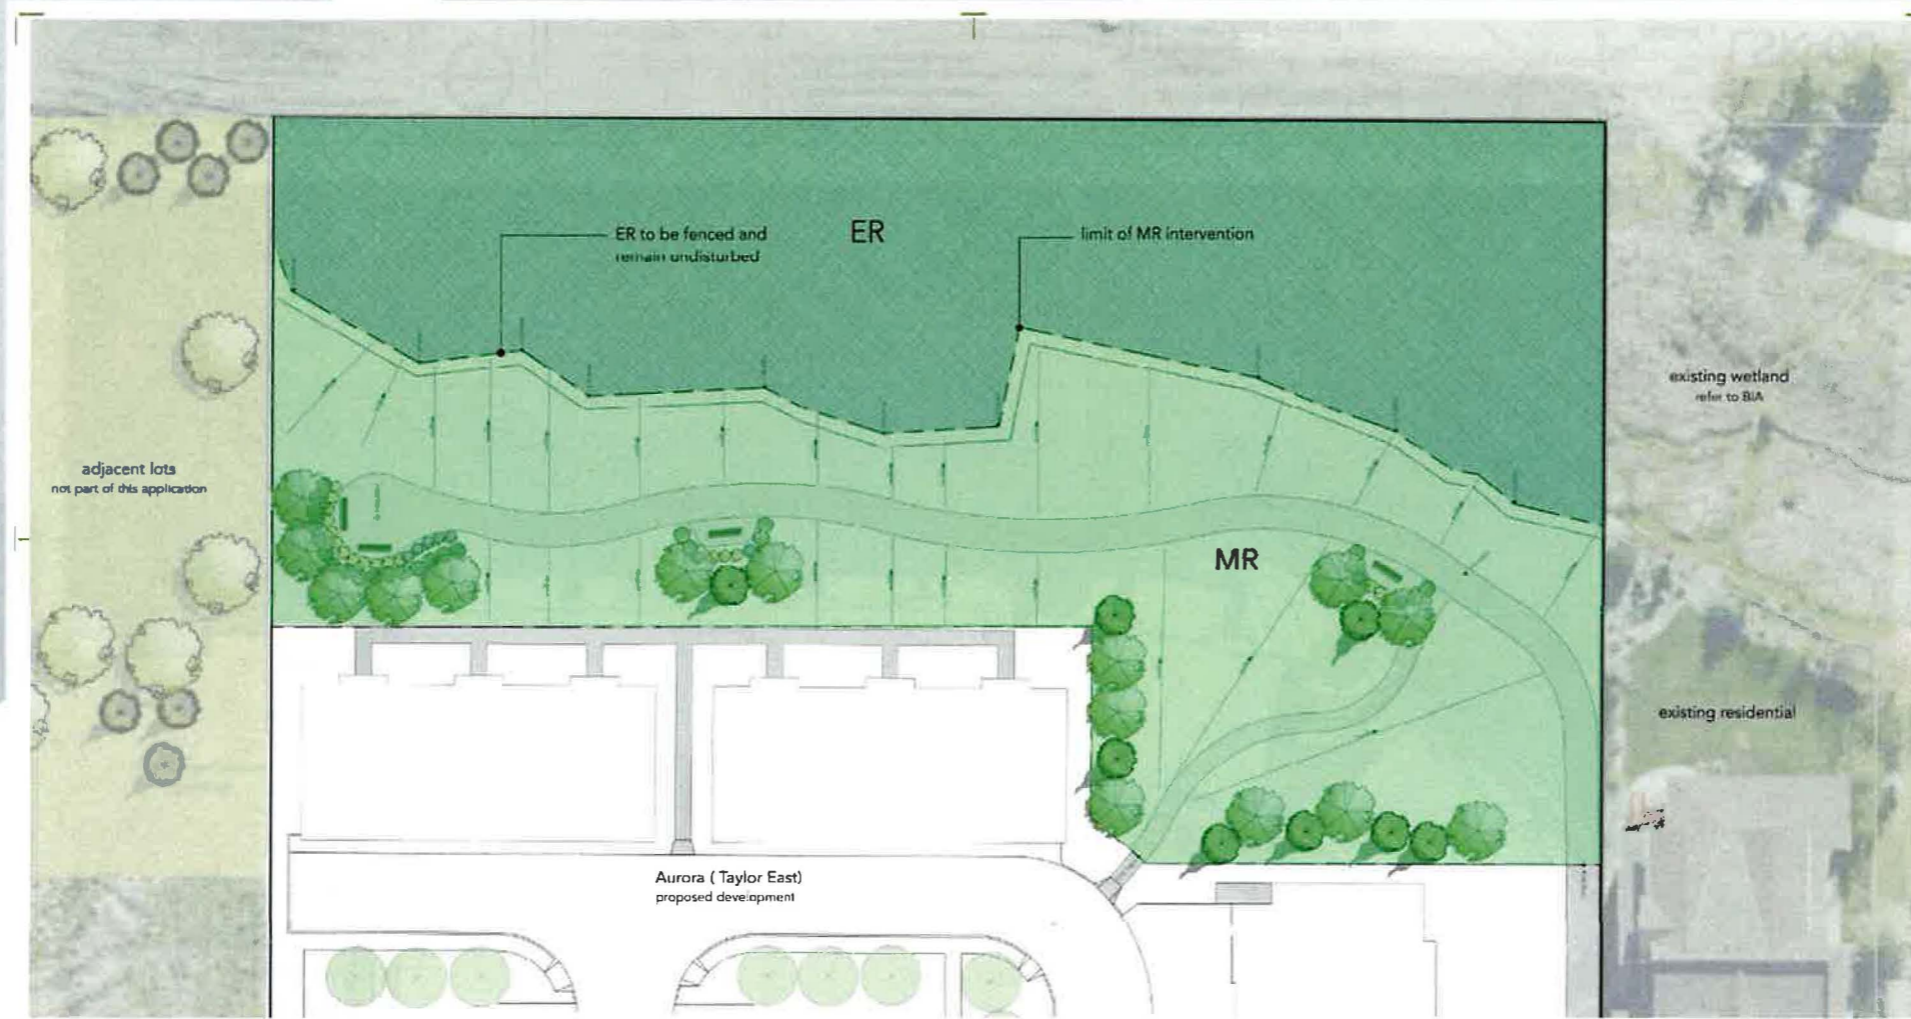 ER to be fenced and
remain undisturbed
ER
limit of MR intervention
existing wetland
refer to BIA
adjacent lots
not part of this application
MR
existing residential
Aurora ( Taylor East)
proposed development